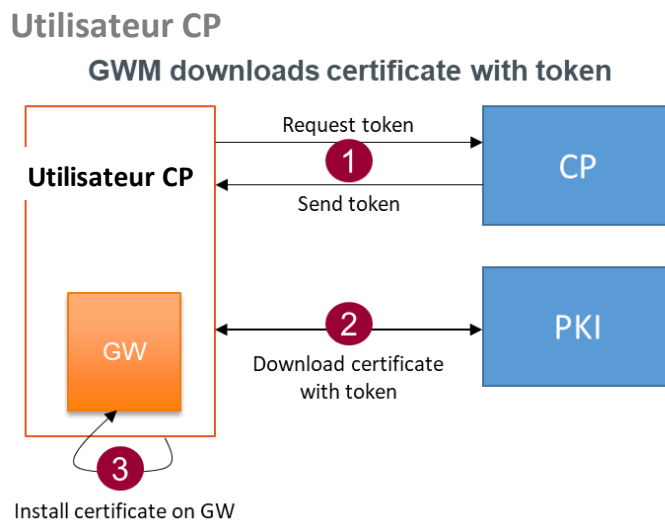 Utilisateur CP
GWM downloads certificate with token
Request token
1
Send token
Utilisateur CP
CP
GW
2
Download certificate
with token
PKI
3
Install certificate on GW